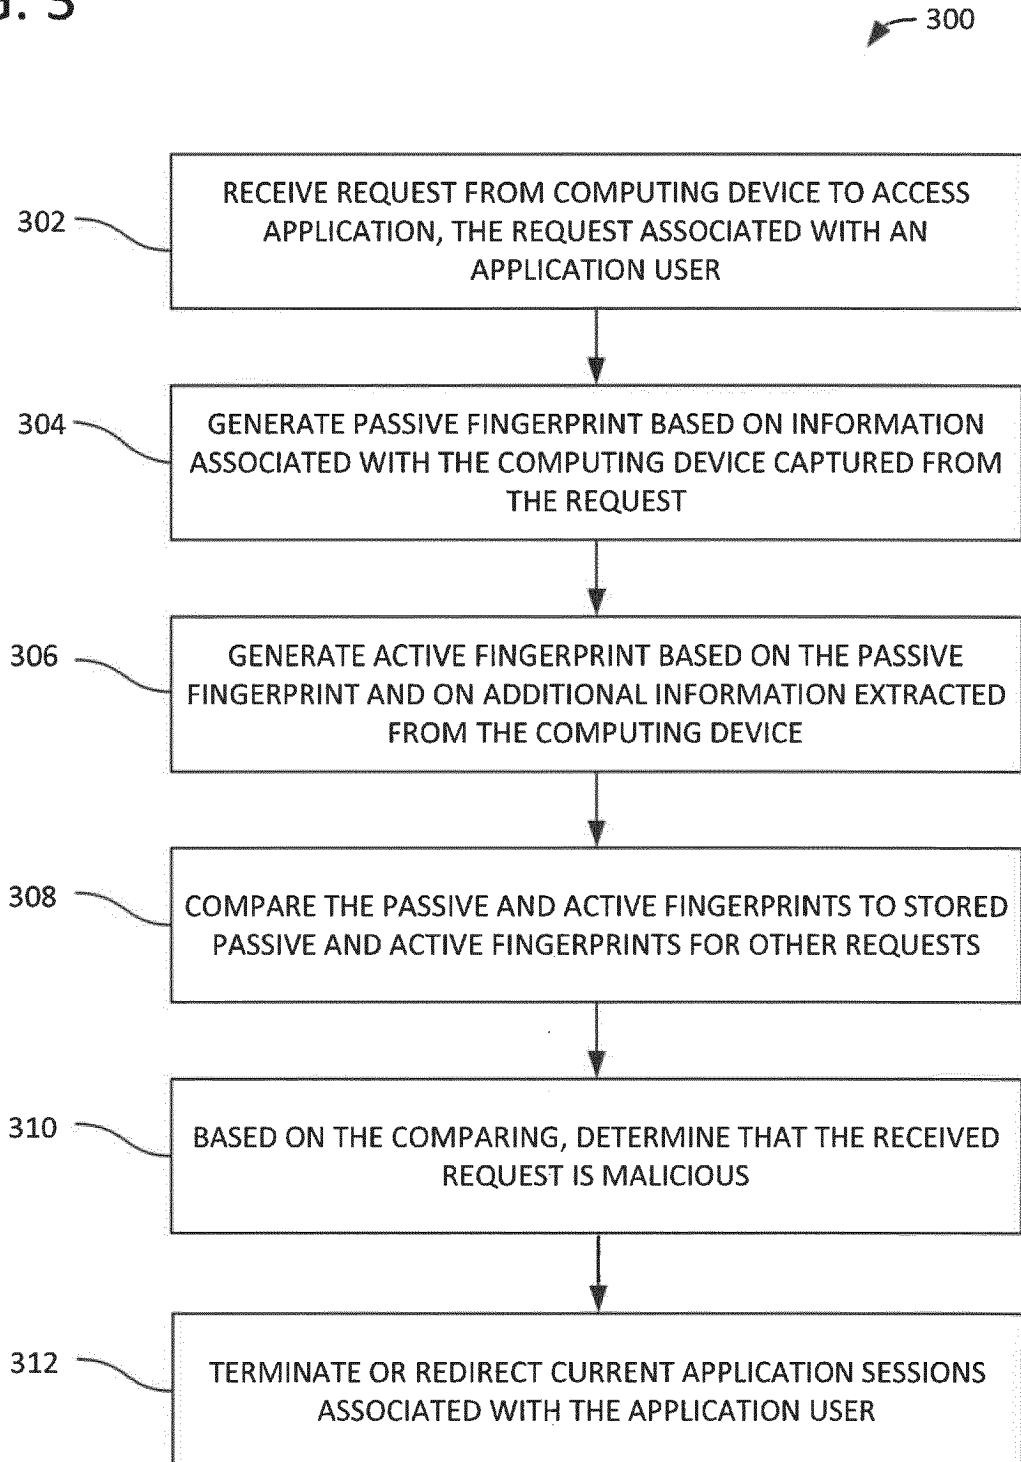 G. 3
300
302
RECEIVE REQUEST FROM COMPUTING DEVICE TO ACCESS
APPLICATION, THE REQUEST ASSOCIATED WITH AN
APPLICATION USER
304
GENERATE PASSIVE FINGERPRINT BASED ON INFORMATION
ASSOCIATED WITH THE COMPUTING DEVICE CAPTURED FROM
THE REQUEST
306
GENERATE ACTIVE FINGERPRINT BASED ON THE PASSIVE
FINGERPRINT AND ON ADDITIONAL INFORMATION EXTRACTED
FROM THE COMPUTING DEVICE
308
COMPARE THE PASSIVE AND ACTIVE FINGERPRINTS TO STORED
PASSIVE AND ACTIVE FINGERPRINTS FOR OTHER REQUESTS
310
BASED ON THE COMPARING, DETERMINE THAT THE RECEIVED
REQUEST IS MALICIOUS
312
TERMINATE OR REDIRECT CURRENT APPLICATION SESSIONS
ASSOCIATED WITH THE APPLICATION USER